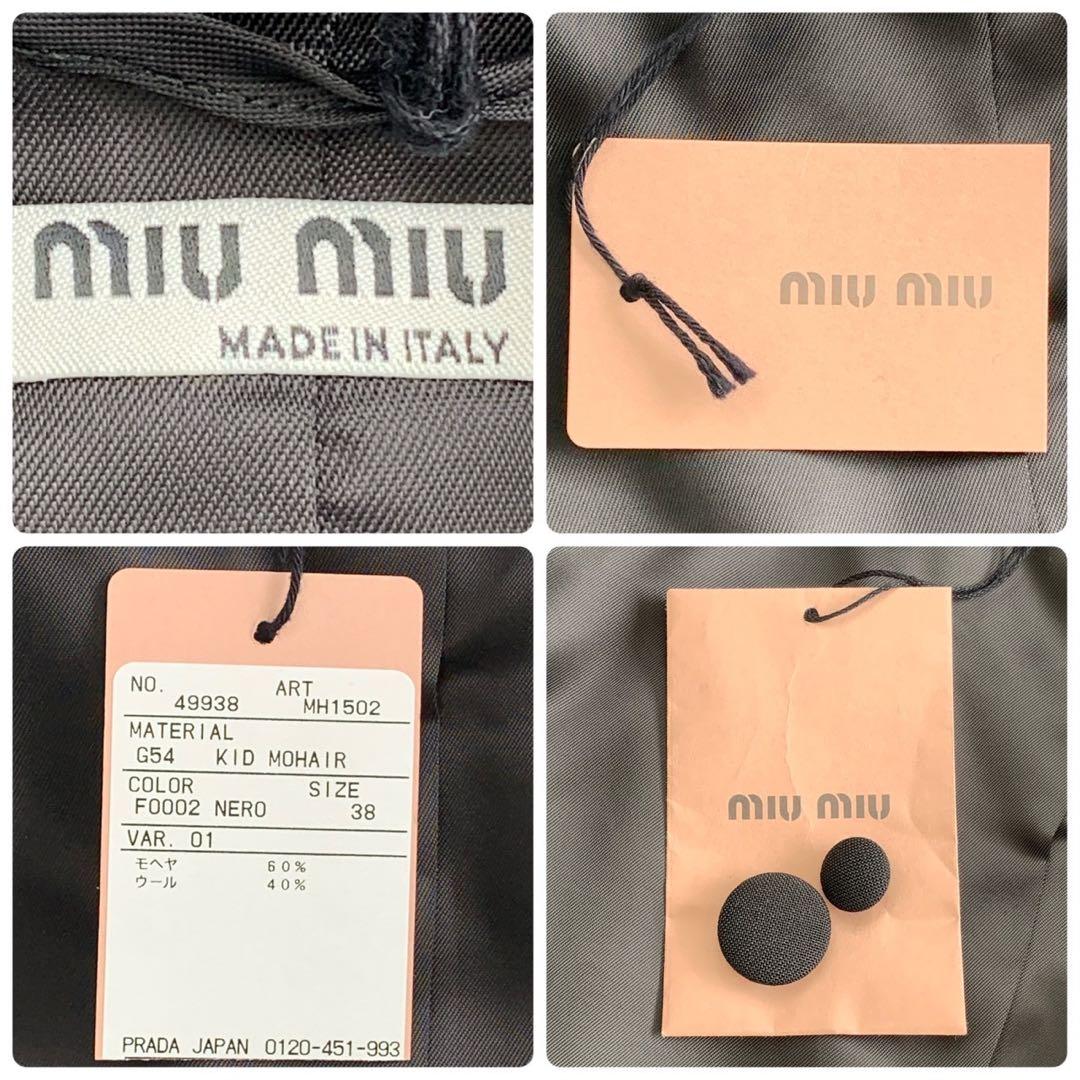 miu miu
MADE IN ITALY
miu miu
NO. ART
49938 MH1502
MATERIAL
G54 KID MOHAIR
COLOR SIZE
F0002 NERO 38
VAR. 01
モヘヤ 60%
ウール 40%
PRADA JAPAN 0120-451-993
miu miu